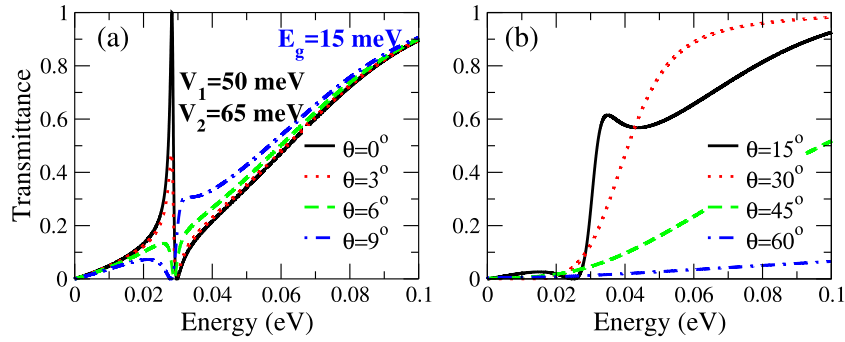 (a)
E_g=15 meV
V_1=50 meV
V_2=65 meV
θ=0°
θ=3°
θ=6°
θ=9°
Transmittance
1
0.8
0.6
0.4
0.2
0
0 0.02 0.04 0.06 0.08 0.1
Energy (eV)
(b)
θ=15°
θ=30°
θ=45°
θ=60°
1
0.8
0.6
0.4
0.2
0
0 0.02 0.04 0.06 0.08 0.1
Energy (eV)